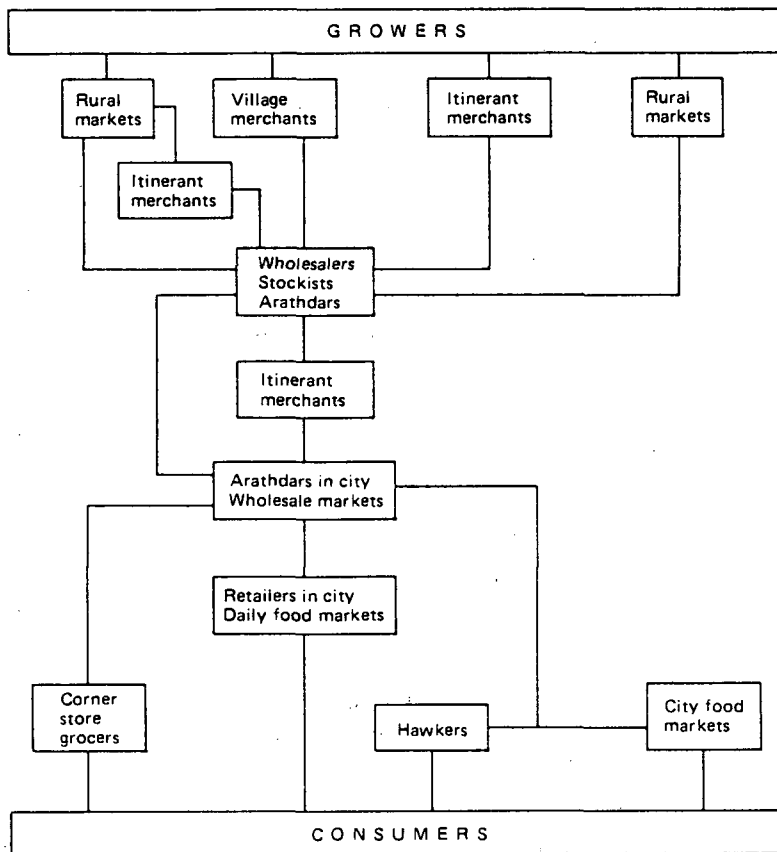 GROWERS
Rural
markets
Village
merchants
Itinerant
merchants
Rural
markets
Itinerant
merchants
Wholesalers
Stockists
Arathdars
Itinerant
merchants
Arathdars in city
Wholesale markets
Retailers in city
Daily food markets
Corner
store
grocers
Hawkers
City food
markets
CONSUMERS